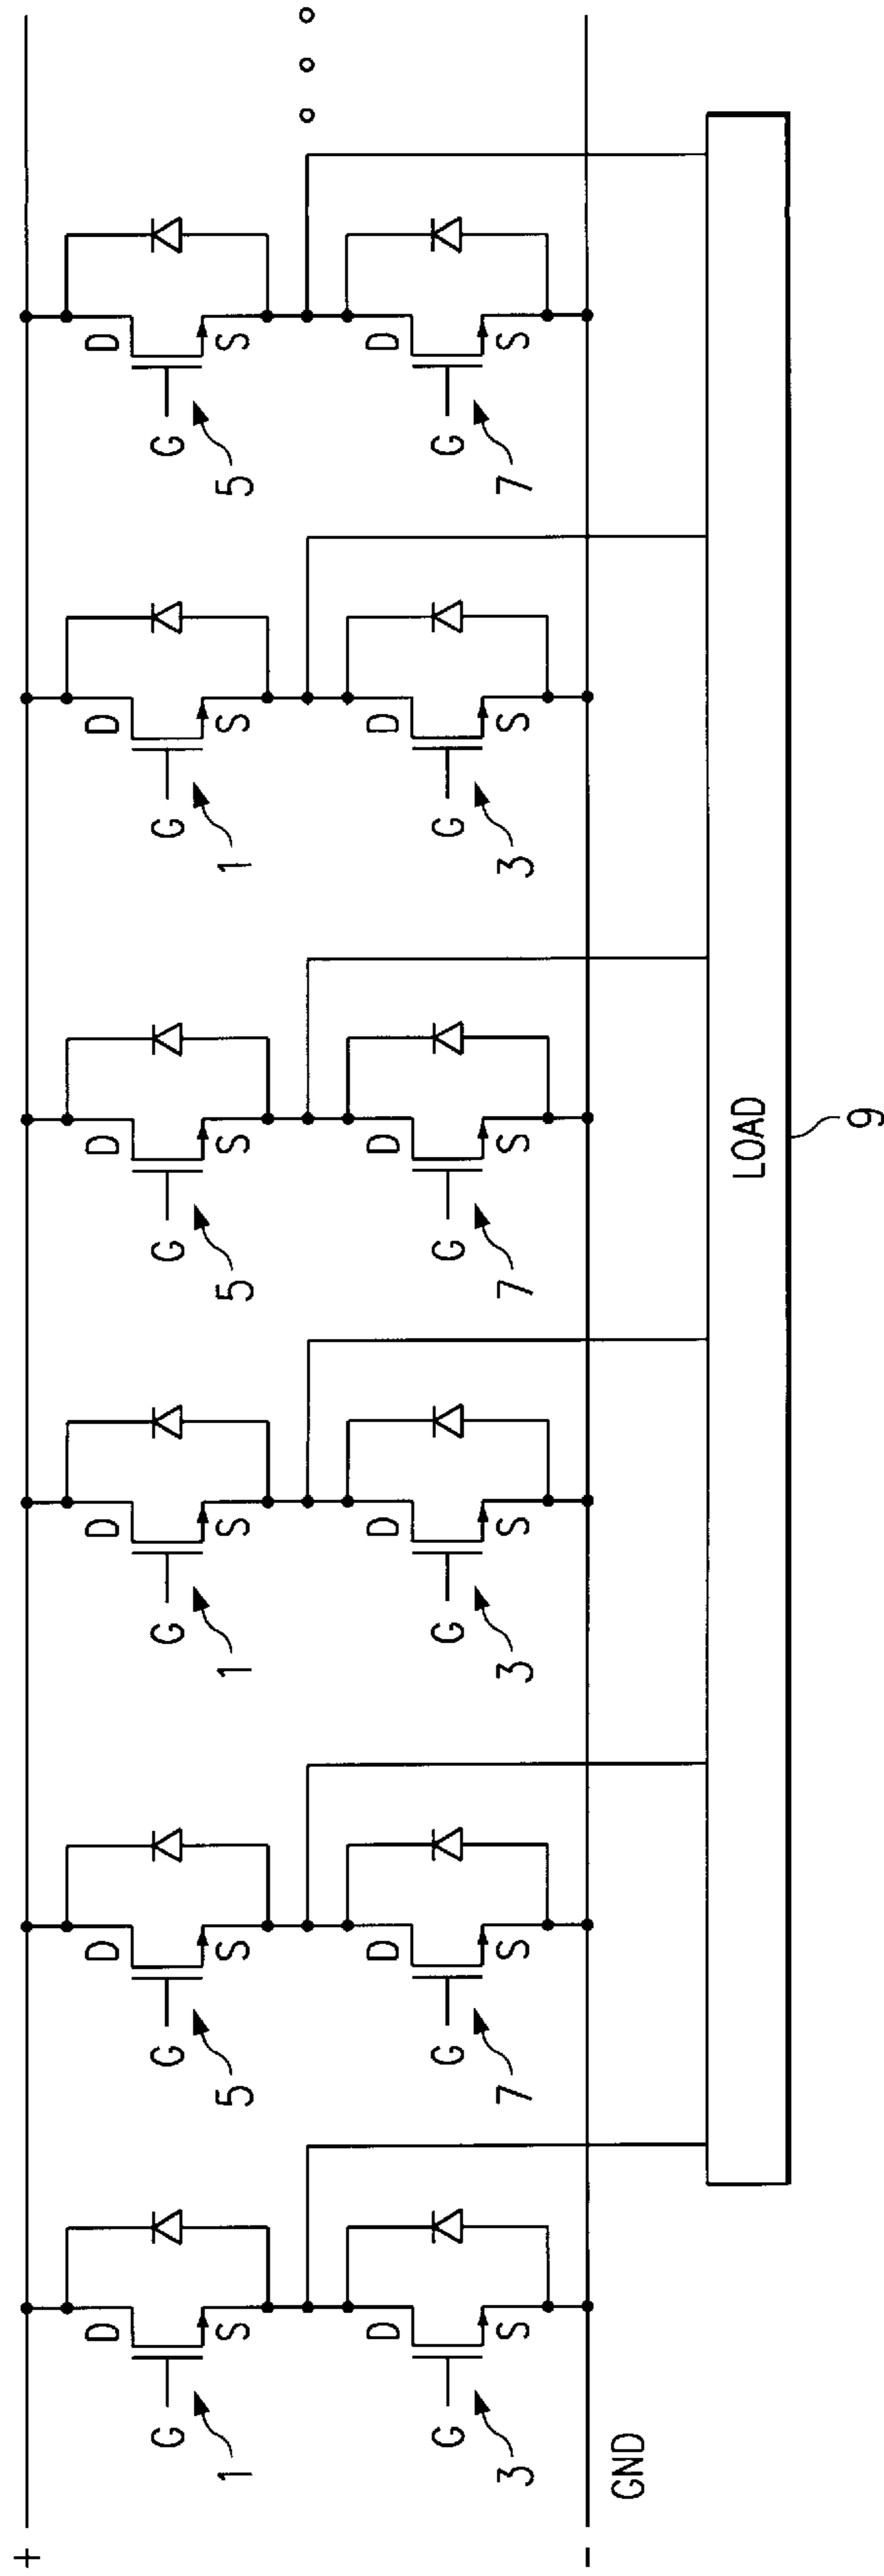 +
D D D D D D
G G G G G G
1 S 5 S 1 S 5 S 1 S 5 S
D D D D D D
G G G G G G
3 S 7 S 3 S 7 S 3 S 7 S
-
GND
LOAD
9